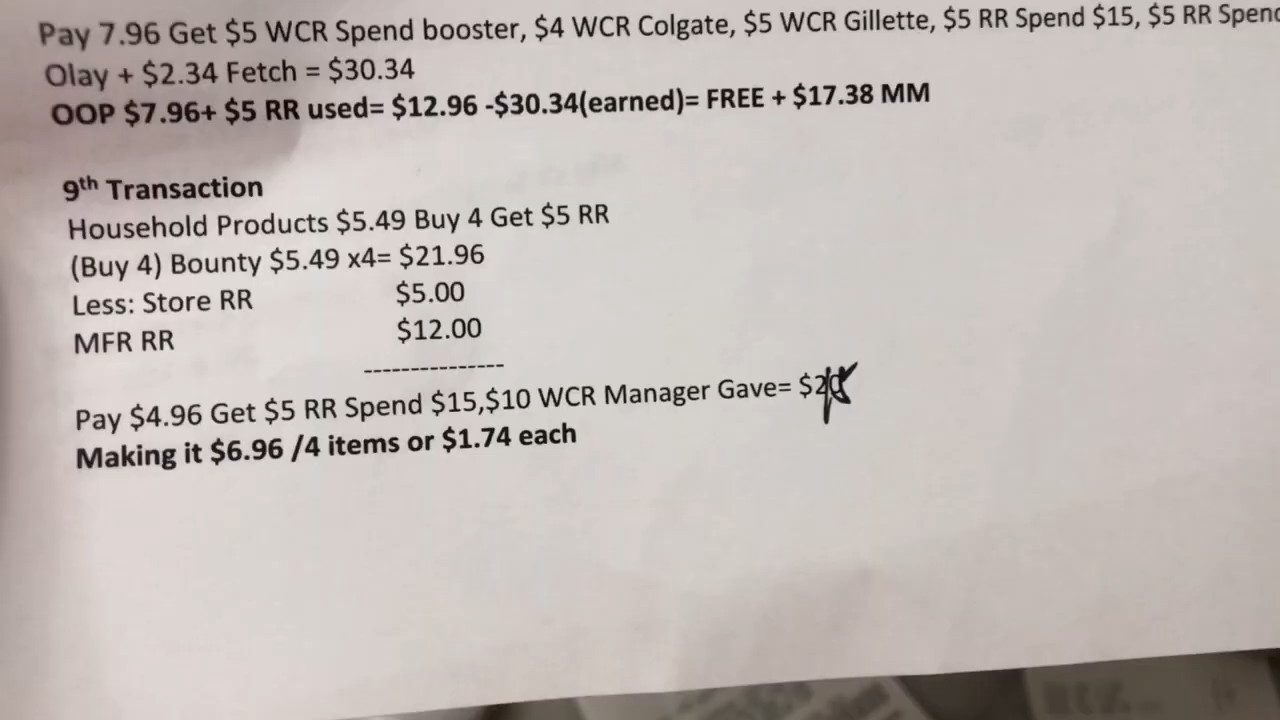 Pay 7.96 Get $5 WCR Spend booster, $4 WCR Colgate, $5 WCR Gillette, $5 RR Spend $15, $5 RR Spend
Olay + $2.34 Fetch = $30.34
OOP $7.96+ $5 RR used= $12.96 -$30.34(earned)= FREE + $17.38 MM
9th Transaction
Household Products $5.49 Buy 4 Get $5 RR
(Buy 4) Bounty $5.49 x4= $21.96
Less: Store RR $5.00
MFR RR $12.00
---------------
Pay $4.96 Get $5 RR Spend $15,$10 WCR Manager Gave=
Making it $6.96 /4 items or $1.74 each